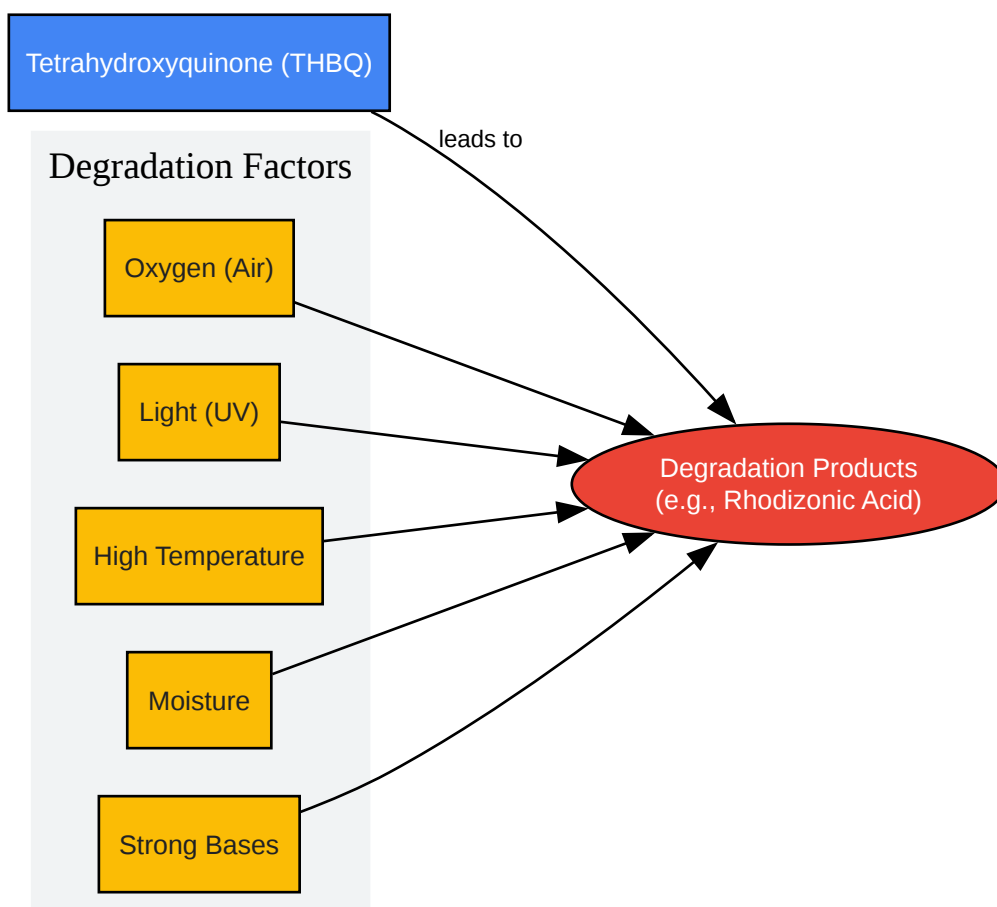 Tetrahydroxyquinone (THBQ)
leads to
Degradation Factors
Oxygen (Air)
Light (UV)
High Temperature
Moisture
Strong Bases
Degradation Products
(e.g., Rhodizonic Acid)